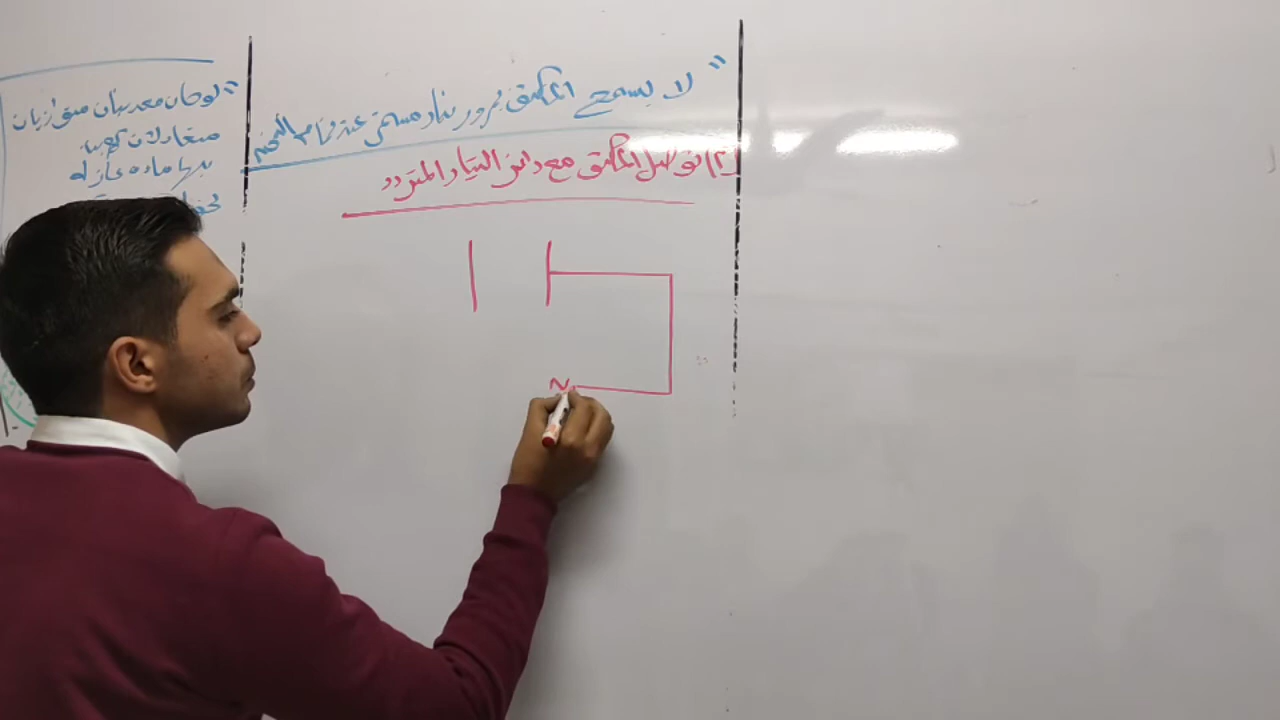 " لا يسمح المكثف بمرور تيار مستمر عند تمام الشحن
(٢) توصيل المكثف مع دائرة التيار المتردد
~
" لوحان معدنيان متوازيان
متعادلان كهربيا
بينهما مادة عازلة